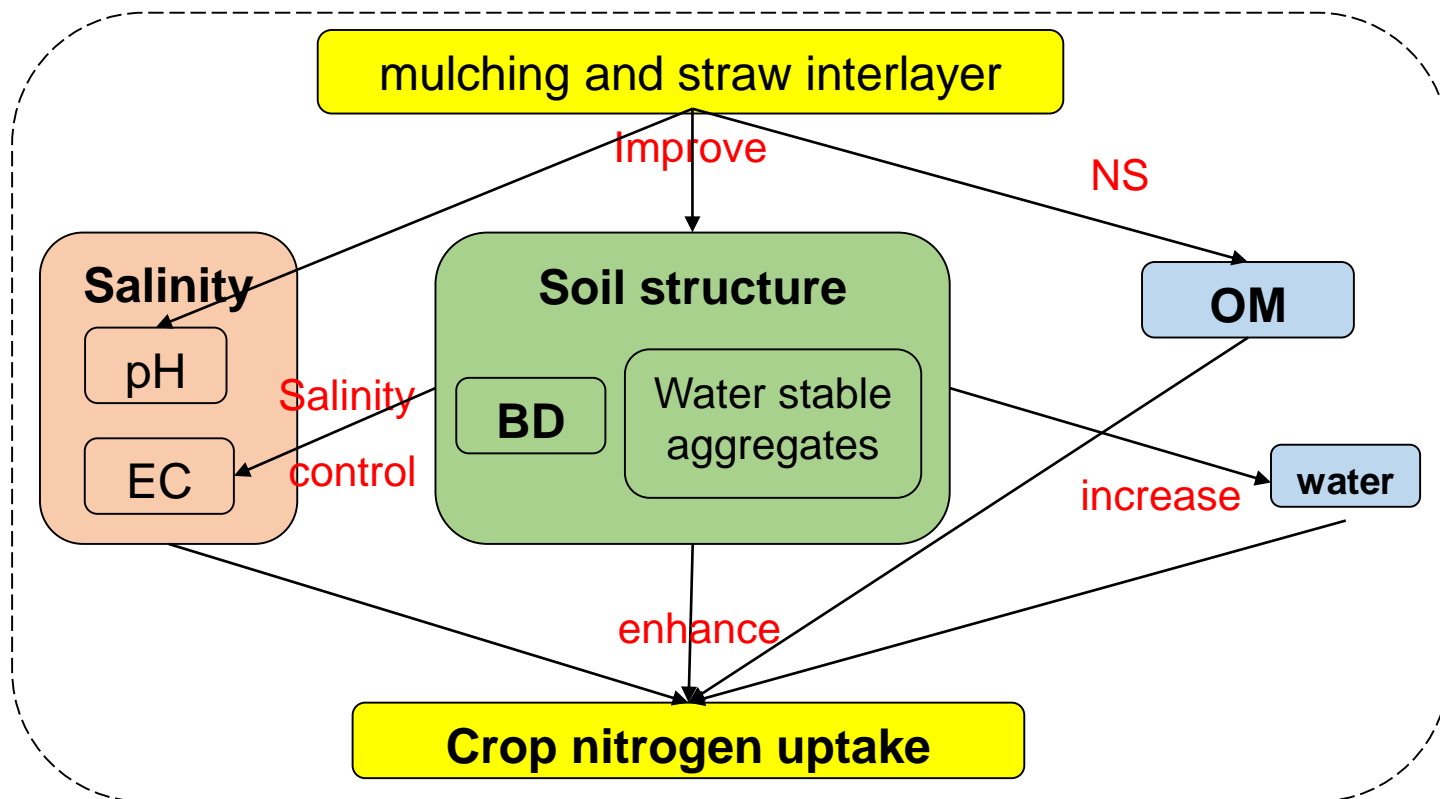 mulching and straw interlayer
Improve
NS
Salinity
pH
EC
Salinity
control
Soil structure
BD
Water stable
aggregates
OM
increase
water
enhance
Crop nitrogen uptake